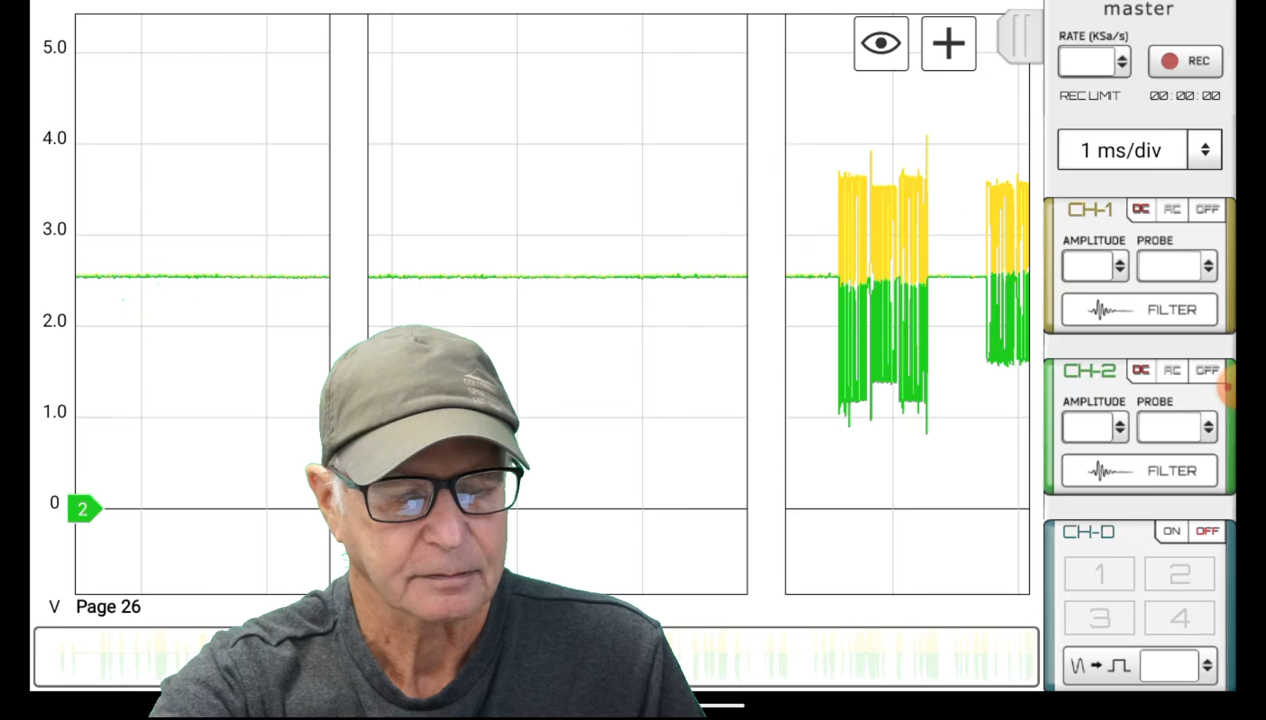 master
RATE (KSa/s)
REC
REC LIMIT 00:00:00
1 ms/div
CH-1 DC AC OFF
AMPLITUDE PROBE
FILTER
CH-2 DC AC OFF
AMPLITUDE PROBE
FILTER
CH-D ON OFF
1 2
3 4
5.0
4.0
3.0
2.0
1.0
0
2
V Page 26